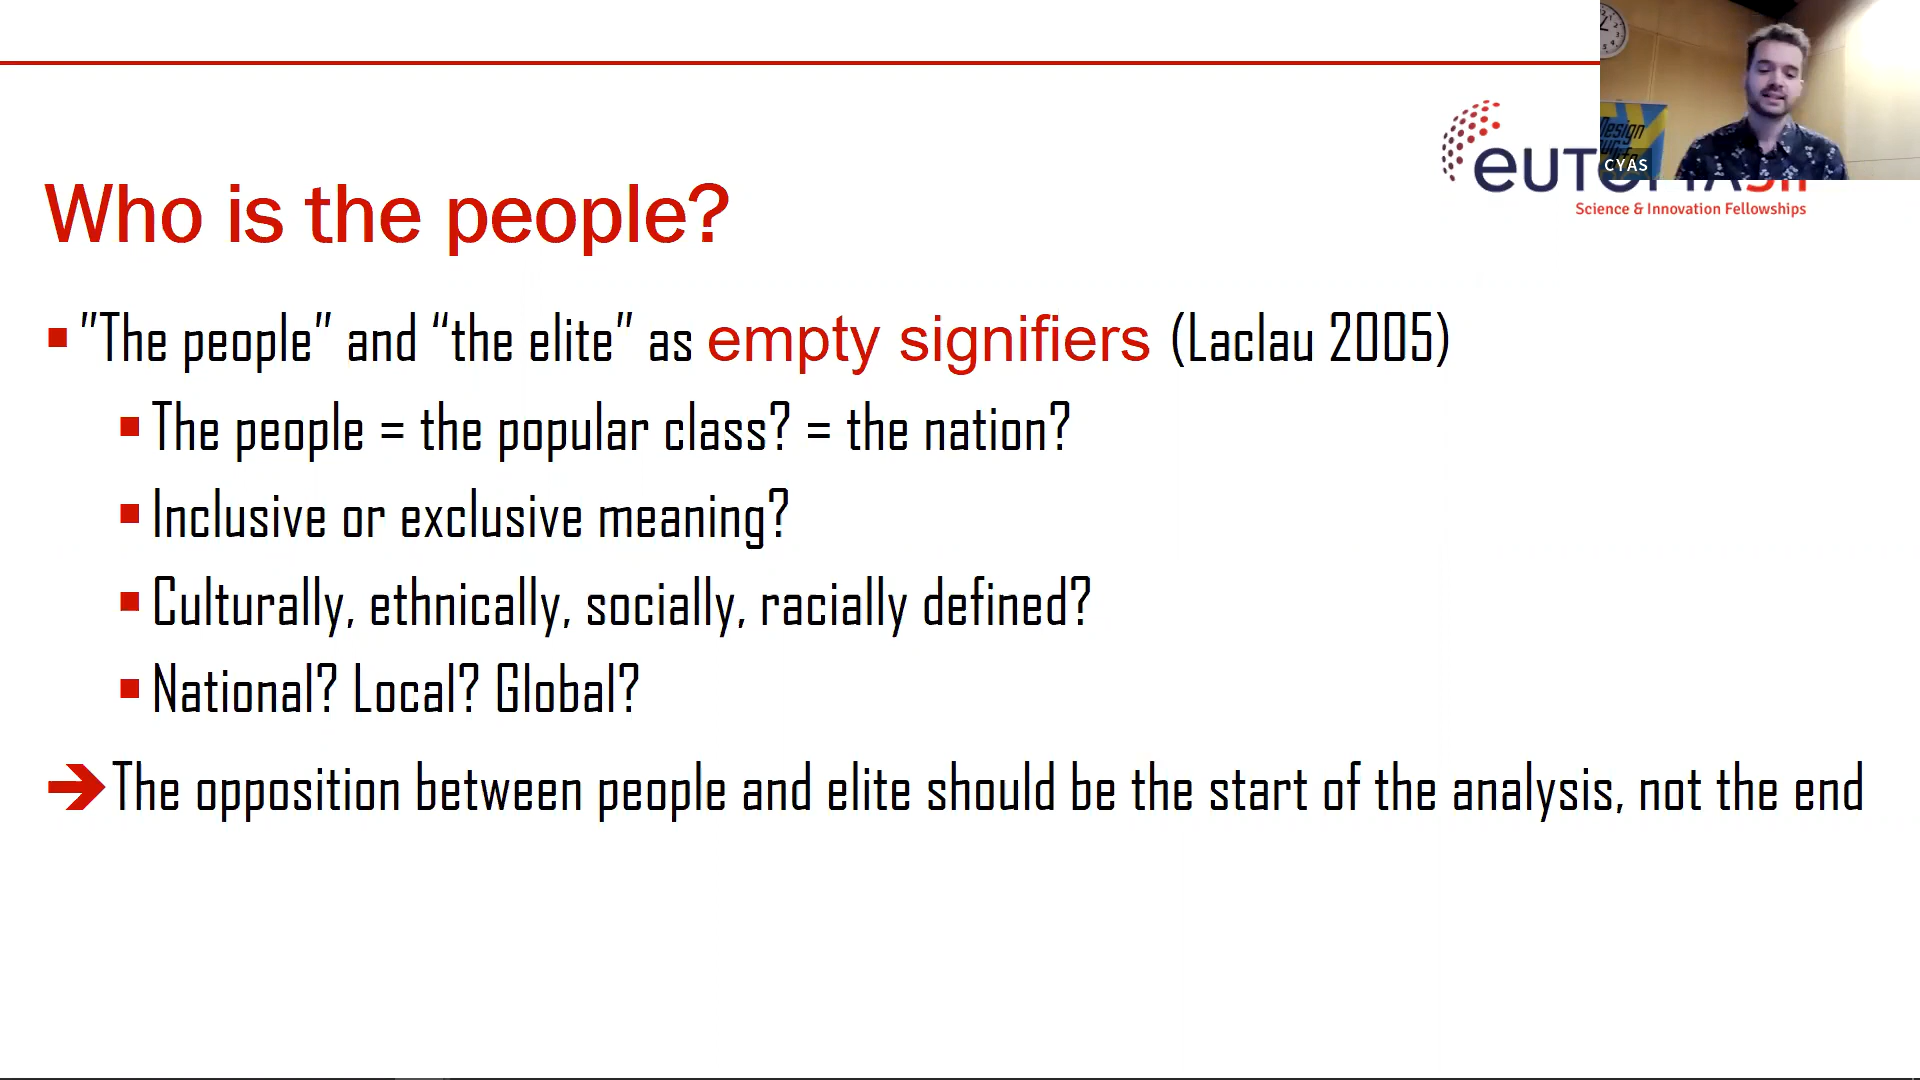 Who is the people?
"The people” and “the elite” as empty signifiers (Laclau 2005)
The people = the popular class? = the nation?
Inclusive or exclusive meaning?
Culturally, ethnically, socially, racially defined?
National? Local? Global?
The opposition between people and elite should be the start of the analysis, not the end
Science & Innovation Fellowships
Design
CYAS